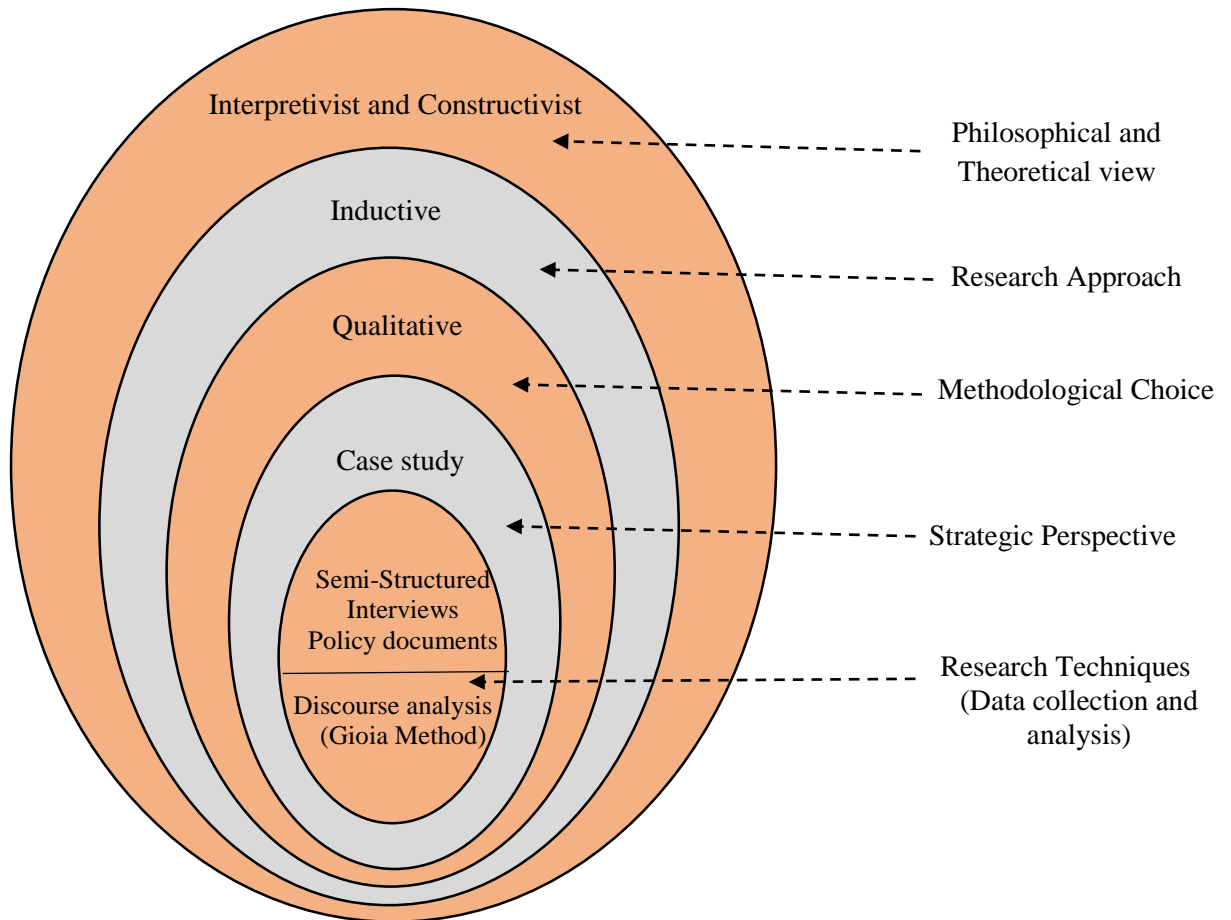 Interpretivist and Constructivist
Philosophical and
Theoretical view
Inductive
Research Approach
Qualitative
Methodological Choice
Case study
Strategic Perspective
Semi-Structured
Interviews
Policy documents
Discourse analysis
(Gioia Method)
Research Techniques
(Data collection and
analysis)